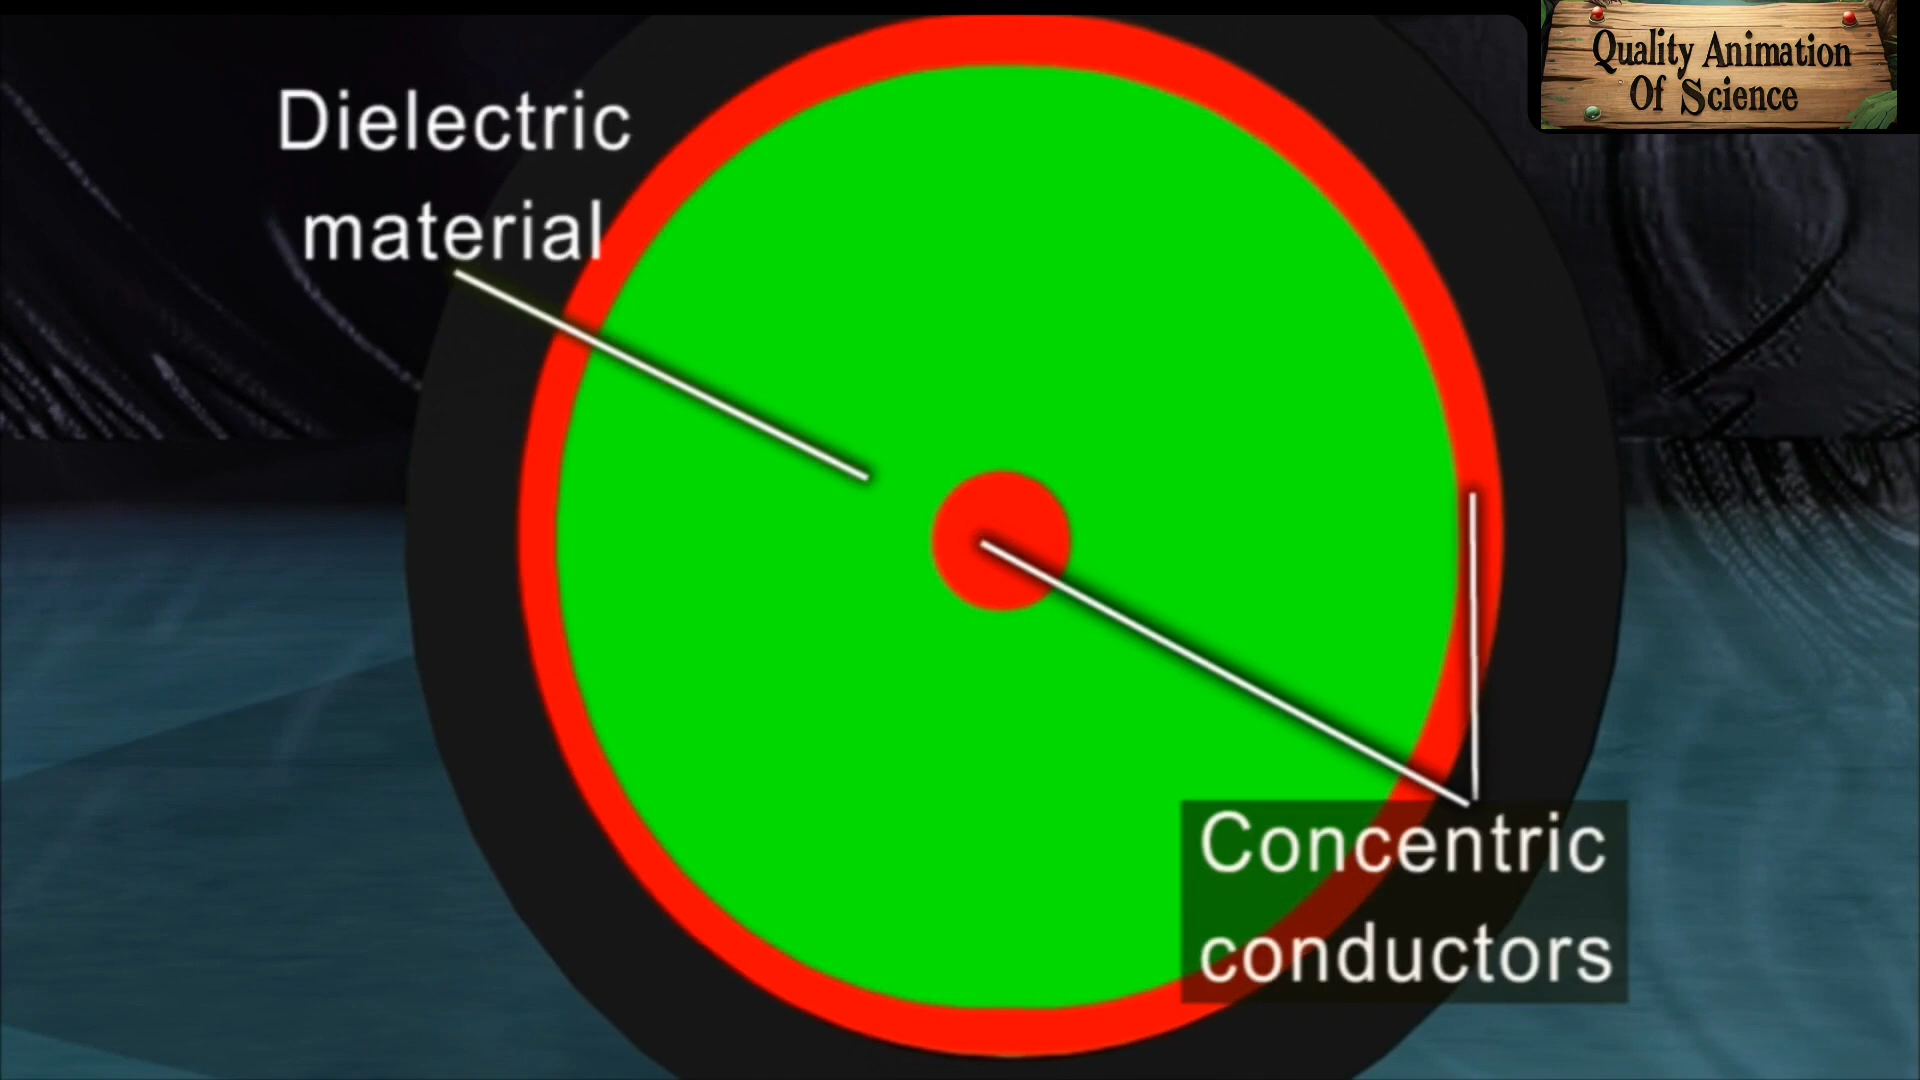 Quality Animation
Of Science
Dielectric
material
Concentric
conductors